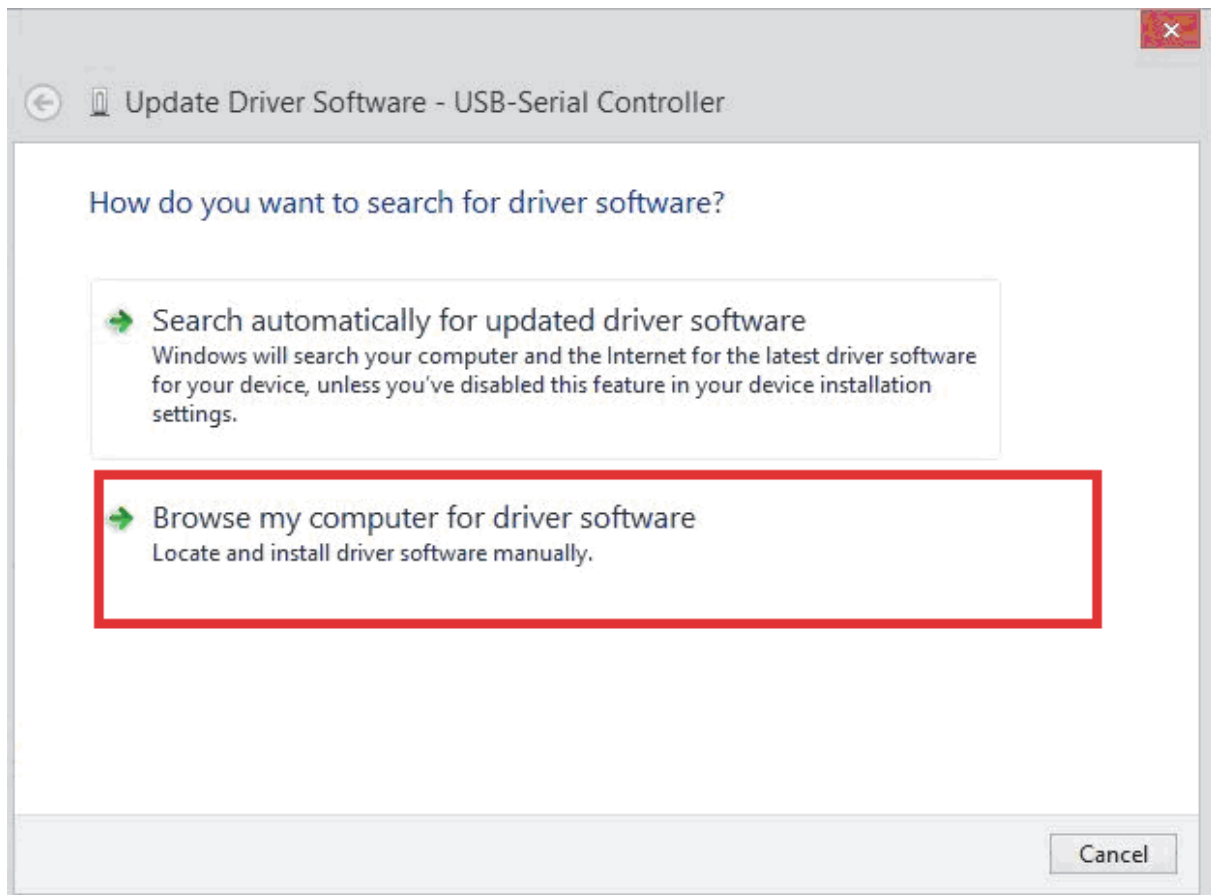 Update Driver Software - USB-Serial Controller
How do you want to search for driver software?
Search automatically for updated driver software
Windows will search your computer and the Internet for the latest driver software
for your device, unless you've disabled this feature in your device installation
settings.
Browse my computer for driver software
Locate and install driver software manually.
Cancel